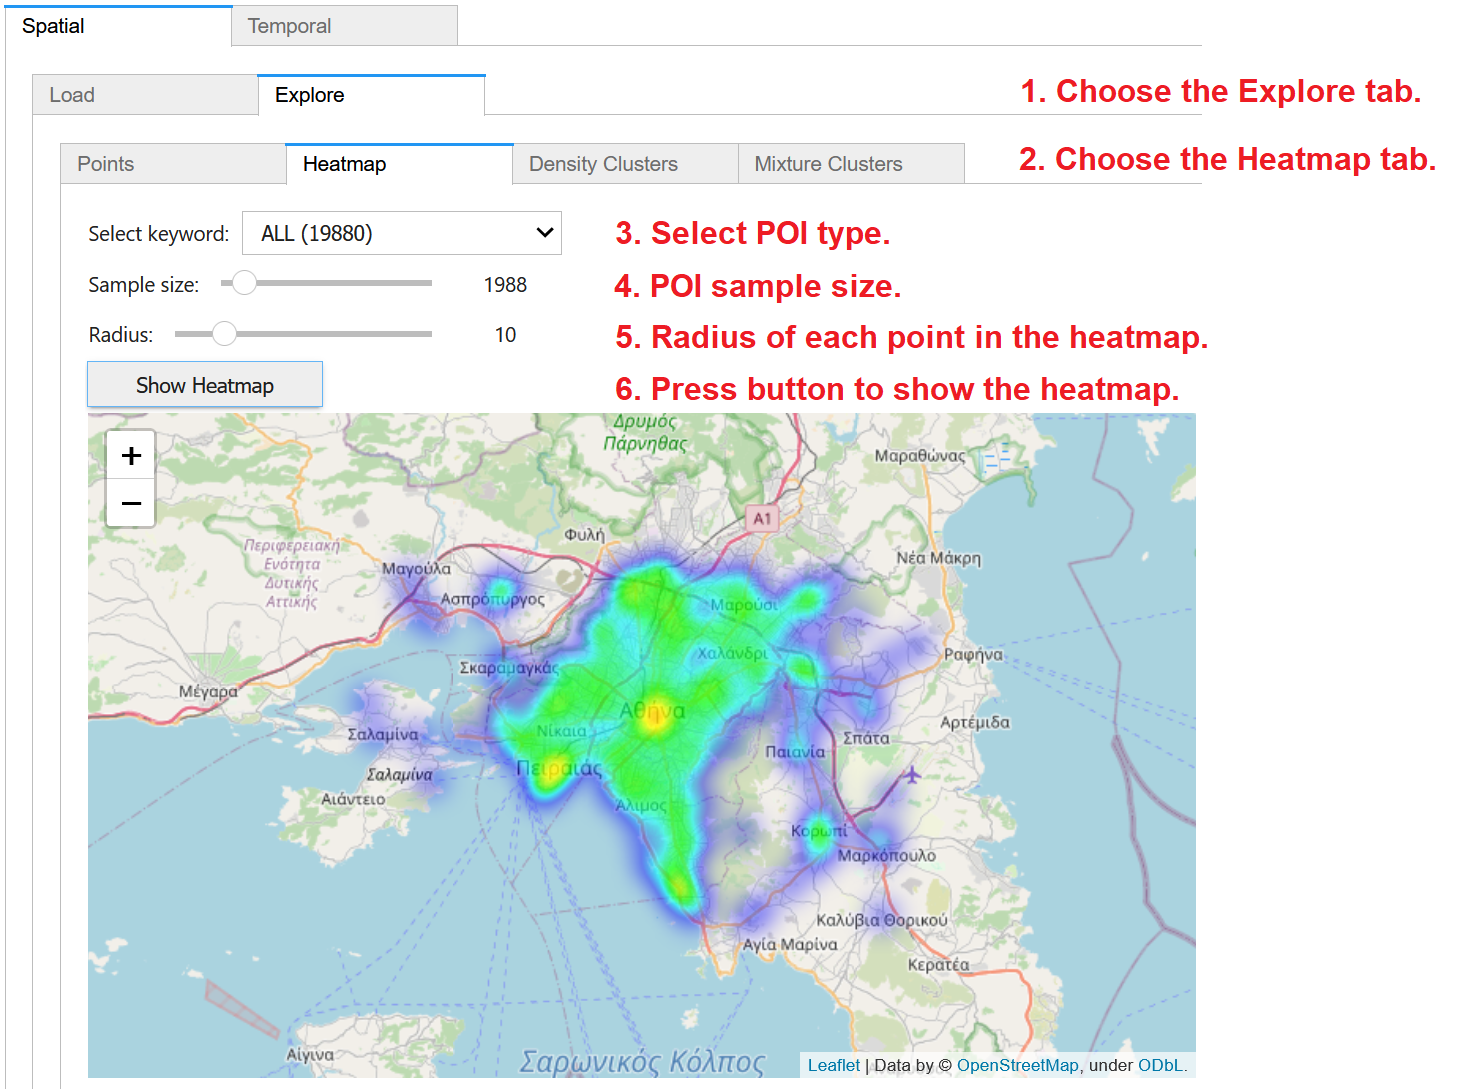 Spatial
Temporal
Load
Explore
1. Choose the Explore tab.
Points
Heatmap
Density Clusters
Mixture Clusters
2. Choose the Heatmap tab.
Select keyword:
ALL (19880)
3. Select POI type.
Sample size:
1988
4. POI sample size.
Radius:
10
5. Radius of each point in the heatmap.
Show Heatmap
6. Press button to show the heatmap.
Δρυμός
Πάρνηθας
+
−
Μαραθώνας
A1
Φυλή
Περιφερειακή
Ενότητα
Δυτικής
Αττικής
Νέα Μάκρη
Μαγούλα
Ασπρόπυργος
Μαρούσι
Χαλάνδρι
Ραφήνα
Σκαραμαγκάς
Μέγαρα
Αθήνα
Αρτέμιδα
Νίκαια
Σαλαμίνα
Σπάτα
Παιανία
Πειραιάς
Σαλαμίνα
Αιάντειο
Άλιμος
Κορωπί
Μαρκόπουλο
Καλύβια Θορικού
Αγία Μαρίνα
Κερατέα
Αίγινα
Σαρωνικός Κόλπος
Leaflet | Data by © OpenStreetMap, under ODbL.